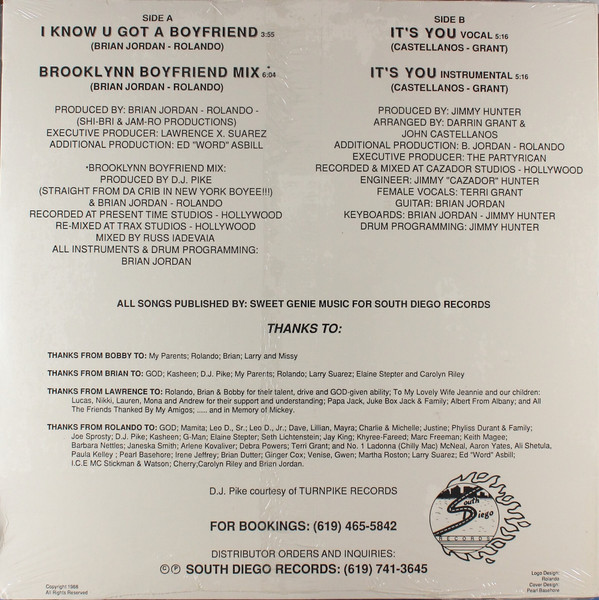 SIDE A
I KNOW U GOT A BOYFRIEND 3:55
(BRIAN JORDAN - ROLANDO)
BROOKLYNN BOYFRIEND MIX * 6:04
(BRIAN JORDAN - ROLANDO)
PRODUCED BY: BRIAN JORDAN - ROLANDO -
(SHI-BRI & JAM-RO PRODUCTIONS)
EXECUTIVE PRODUCER: LAWRENCE X. SUAREZ
ADDITIONAL PRODUCTION: ED "WORD" ASBILL
*BROOKLYNN BOYFRIEND MIX:
PRODUCED BY D.J. PIKE
(STRAIGHT FROM DA CRIB IN NEW YORK BOYEE!!!)
& BRIAN JORDAN - ROLANDO
RECORDED AT PRESENT TIME STUDIOS - HOLLYWOOD
RE-MIXED AT TRAX STUDIOS - HOLLYWOOD
MIXED BY RUSS IADEVAIA
ALL INSTRUMENTS & DRUM PROGRAMMING:
BRIAN JORDAN
SIDE B
IT'S YOU VOCAL 5:16
(CASTELLANOS - GRANT)
IT'S YOU INSTRUMENTAL 5:16
(CASTELLANOS - GRANT)
PRODUCED BY: JIMMY HUNTER
ARRANGED BY: DARRIN GRANT &
JOHN CASTELLANOS
ADDITIONAL PRODUCTION: B. JORDAN - ROLANDO
EXECUTIVE PRODUCER: THE PARTYRICAN
RECORDED & MIXED AT CAZADOR STUDIOS - HOLLYWOOD
ENGINEER: JIMMY "CAZADOR" HUNTER
FEMALE VOCALS: TERRI GRANT
GUITAR: BRIAN JORDAN
KEYBOARDS: BRIAN JORDAN - JIMMY HUNTER
DRUM PROGRAMMING: JIMMY HUNTER
ALL SONGS PUBLISHED BY: SWEET GENIE MUSIC FOR SOUTH DIEGO RECORDS
THANKS TO:
THANKS FROM BOBBY TO: My Parents; Rolando; Brian; Larry and Missy
THANKS FROM BRIAN TO: GOD; Kasheen; D.J. Pike; My Parents; Rolando; Larry Suarez; Elaine Stepter and Carolyn Riley
THANKS FROM LAWRENCE TO: Rolando, Brian & Bobby for their talent, drive and GOD-given ability; To My Lovely Wife Jeannie and our children:
Lucas, Nikki, Lauren, Mona and Andrew for their support and understanding; Papa Jack, Juke Box Jack & Family; Albert From Albany; and All
The Friends Thanked By My Amigos; ..... and in Memory of Mickey.
THANKS FROM ROLANDO TO: GOD; Mamita; Leo D., Sr.; Leo D., Jr.; Dave, Lillian, Mayra; Charlie & Michelle; Justine; Phyliss Durant & Family;
Joe Sprosty; D.J. Pike; Kasheen; G-Man; Elaine Stepter; Seth Lichtenstein; Jay King; Khyree-Fareed; Marc Freeman; Keith Magee;
Barbara Nettles; Janeska Smith; Arlene Kovaliver; Debra Powers; Terri Grant; and No. 1 Ladonna (Chilly Mac) McNeal, Aaron Yates, Ali Shetula,
Paula Kelley ; Pearl Basehore; Irene Jeffrey; Brian Dutter; Ginger Cox; Venise, Gwen; Martha Roston; Larry Suarez; Ed "Word" Asbill;
I.C.E MC Stickman & Watson; Cherry;Carolyn Riley and Brian Jordan.
D.J. Pike courtesy of TURNPIKE RECORDS
FOR BOOKINGS: (619) 465-5842
DISTRIBUTOR ORDERS AND INQUIRIES:
© ℗ SOUTH DIEGO RECORDS: (619) 741-3645
South
Diego
RECORDS
Copyright 1988
All Rights Reserved
Logo Design:
Rolando
Cover Design:
Pearl Basehore